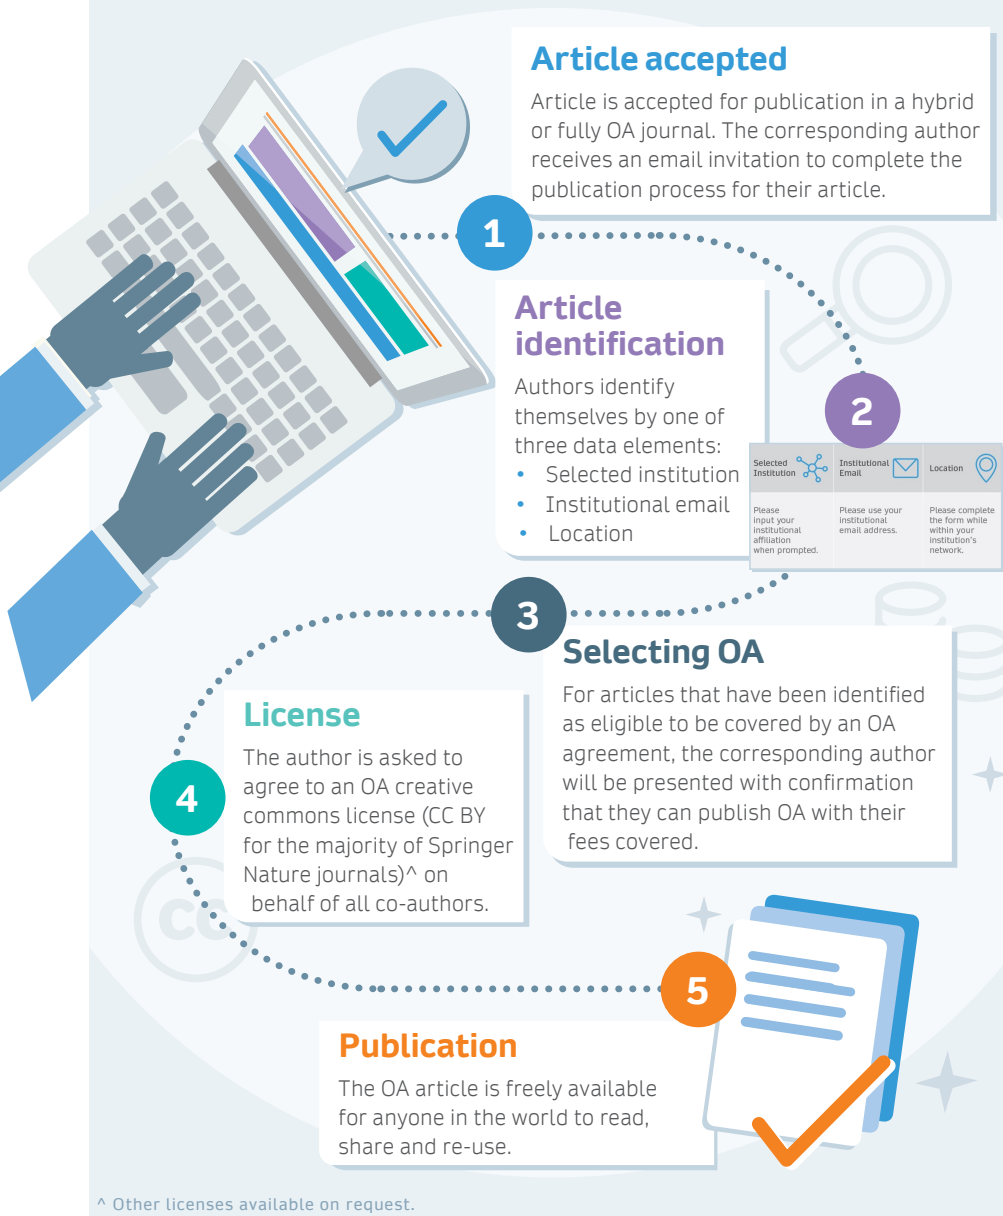 Article accepted
Article is accepted for publication in a hybrid
or fully OA journal. The corresponding author
receives an email invitation to complete the
publication process for their article.
1
Article
identification
Authors identify
themselves by one of
three data elements:
• Selected institution
• Institutional email
• Location
2
Selected
Institution
Institutional
Email
Location
Please
input your
institutional
affiliation
when prompted.
Please use your
institutional
email address.
Please complete
the form while
within your
institution's
network.
3
Selecting OA
For articles that have been identified
as eligible to be covered by an OA
agreement, the corresponding author
will be presented with confirmation
that they can publish OA with their
fees covered.
4
License
The author is asked to
agree to an OA creative
commons license (CC BY
for the majority of Springer
Nature journals)^ on
behalf of all co-authors.
cc
5
Publication
The OA article is freely available
for anyone in the world to read,
share and re-use.
^ Other licenses available on request.